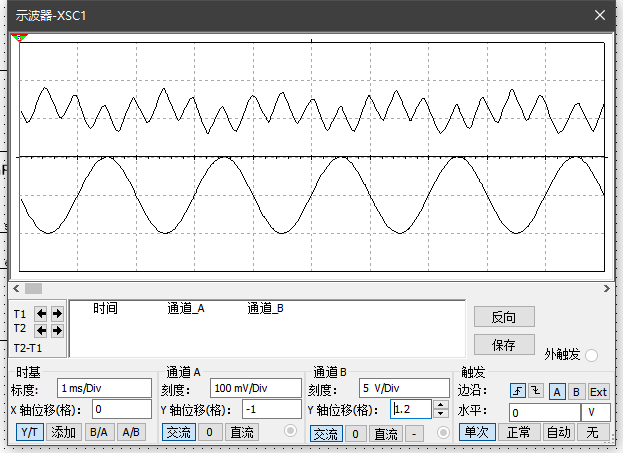 示波器-XSC1
时间 通道_A 通道_B
T1
T2
T2-T1
反向
保存
外触发
时基
标度: 1 ms/Div
X 轴位移(格): 0
Y/T 添加 B/A A/B
通道 A
刻度: 100 mV/Div
Y 轴位移(格): -1
交流 0 直流
通道 B
刻度: 5 V/Div
Y 轴位移(格): 1.2
交流 0 直流 -
触发
边沿: A B Ext
水平: 0 V
单次 正常 自动 无